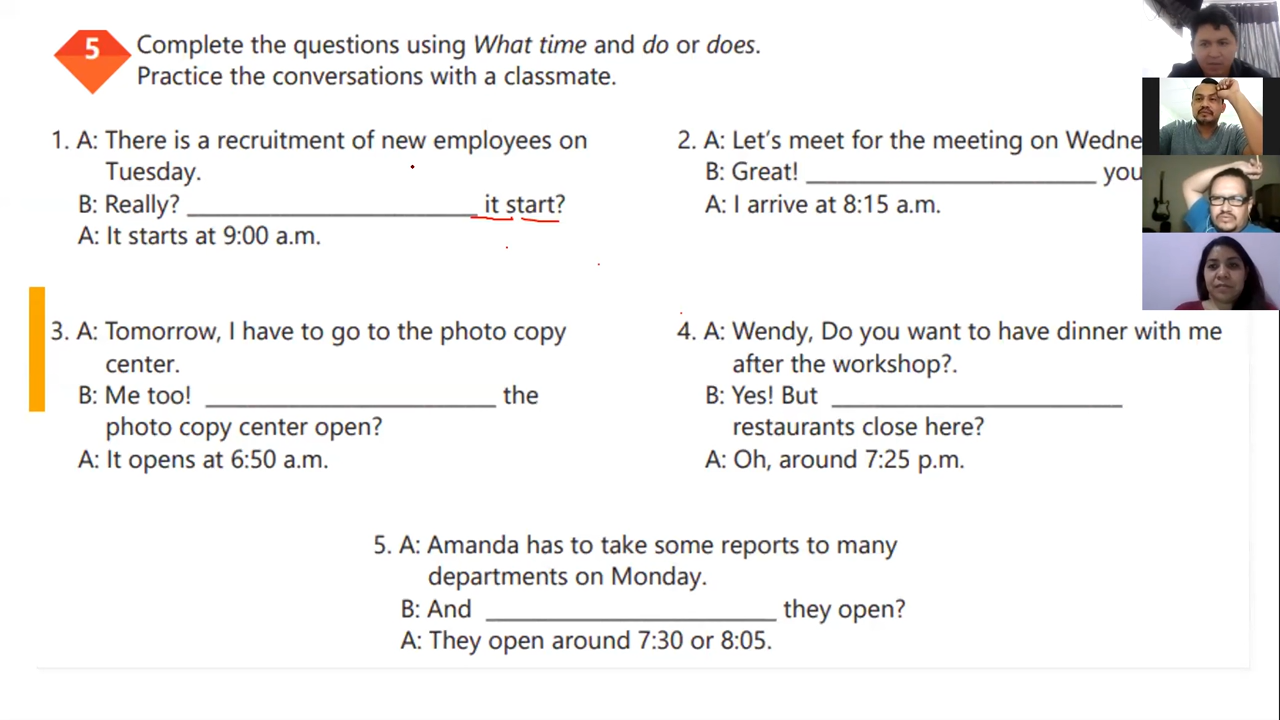 5
Complete the questions using What time and do or does.
Practice the conversations with a classmate.
1. A: There is a recruitment of new employees on
Tuesday.
B: Really? ______________________ it start?
A: It starts at 9:00 a.m.
2. A: Let's meet for the meeting on Wedne
B: Great! ______________________ you
A: I arrive at 8:15 a.m.
3. A: Tomorrow, I have to go to the photo copy
center.
B: Me too! ______________________ the
photo copy center open?
A: It opens at 6:50 a.m.
4. A: Wendy, Do you want to have dinner with me
after the workshop?.
B: Yes! But ______________________
restaurants close here?
A: Oh, around 7:25 p.m.
5. A: Amanda has to take some reports to many
departments on Monday.
B: And ______________________ they open?
A: They open around 7:30 or 8:05.